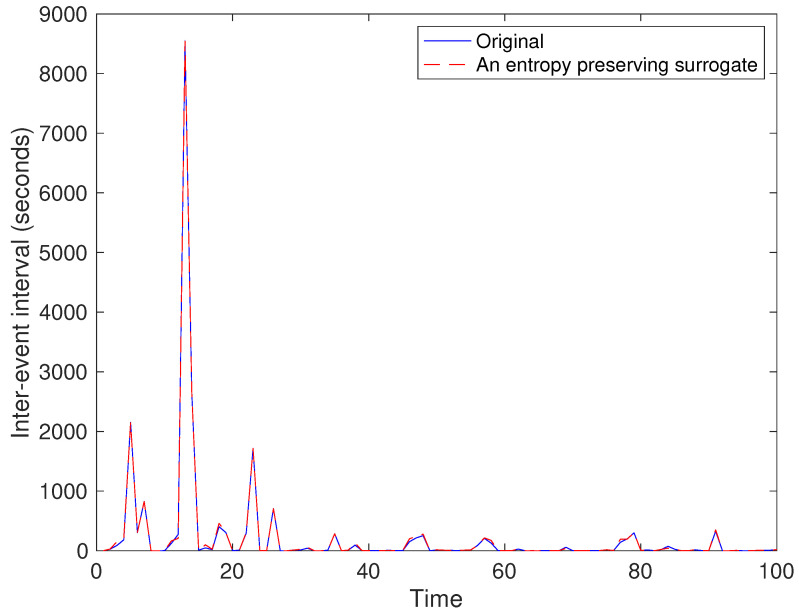 9000
8000
7000
6000
5000
4000
3000
2000
1000
0
Inter-event interval (seconds)
Original
An entropy preserving surrogate
0 20 40 60 80 100
Time